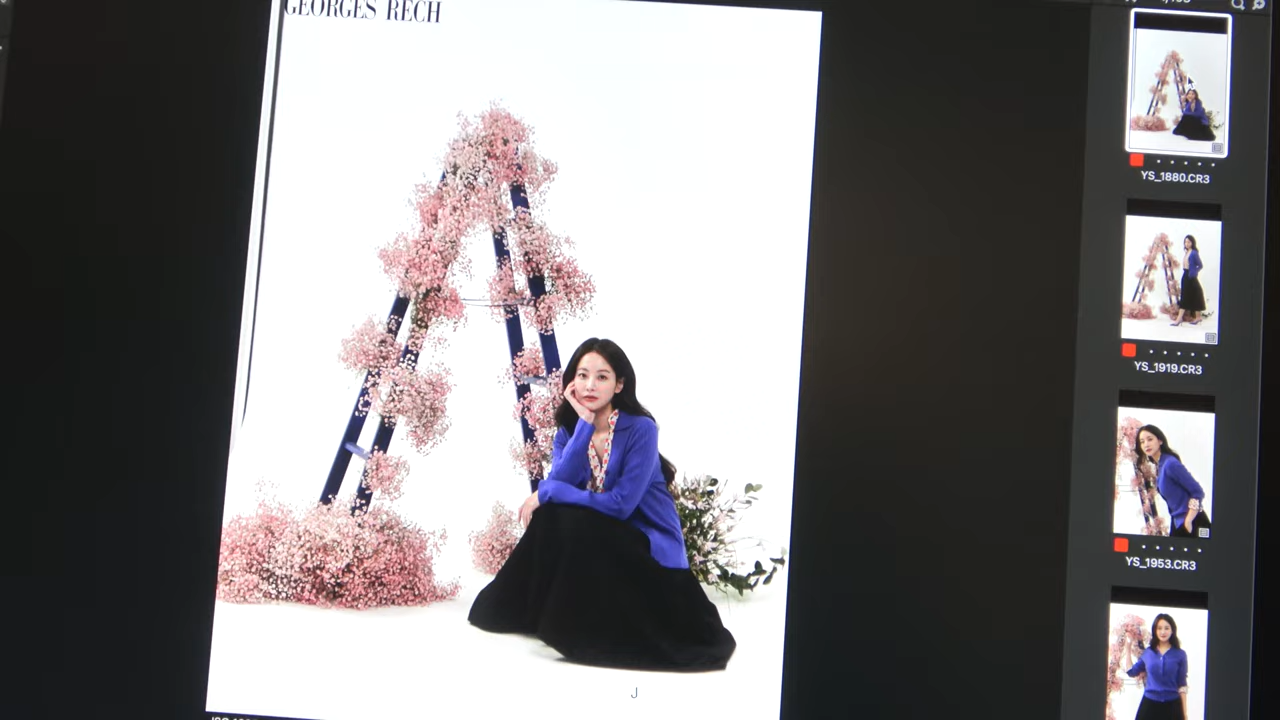 GEORGES RECH
YS_1880.CR3
YS_1919.CR3
YS_1953.CR3
J